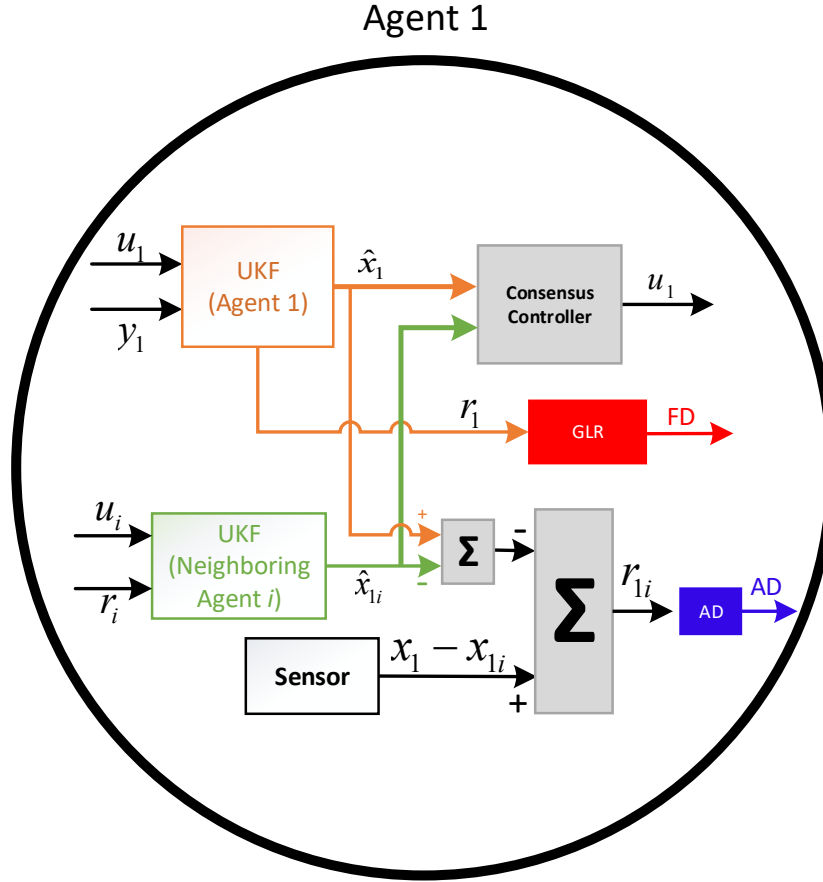 Agent 1
u₁
UKF
(Agent 1)
x̂₁
Consensus
Controller
u₁
y₁
r₁
GLR
FD
uᵢ
UKF
(Neighboring
Agent i)
x̂₁ᵢ
rᵢ
+
-
Σ
-
Σ
r₁ᵢ
AD
AD
Sensor
x₁ − x₁ᵢ
+